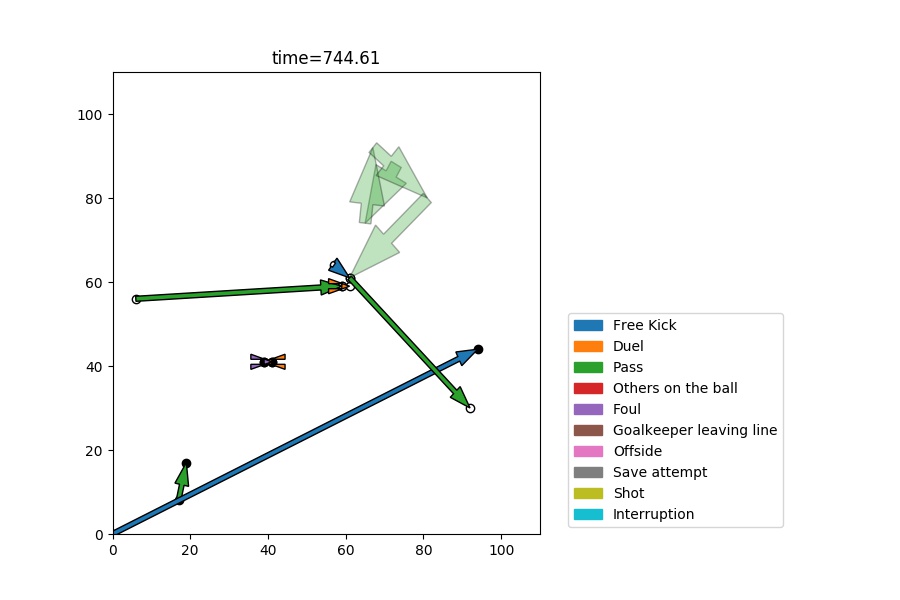 time=744.61
100
80
60
40
20
0
0 20 40 60 80 100
Free Kick
Duel
Pass
Others on the ball
Foul
Goalkeeper leaving line
Offside
Save attempt
Shot
Interruption